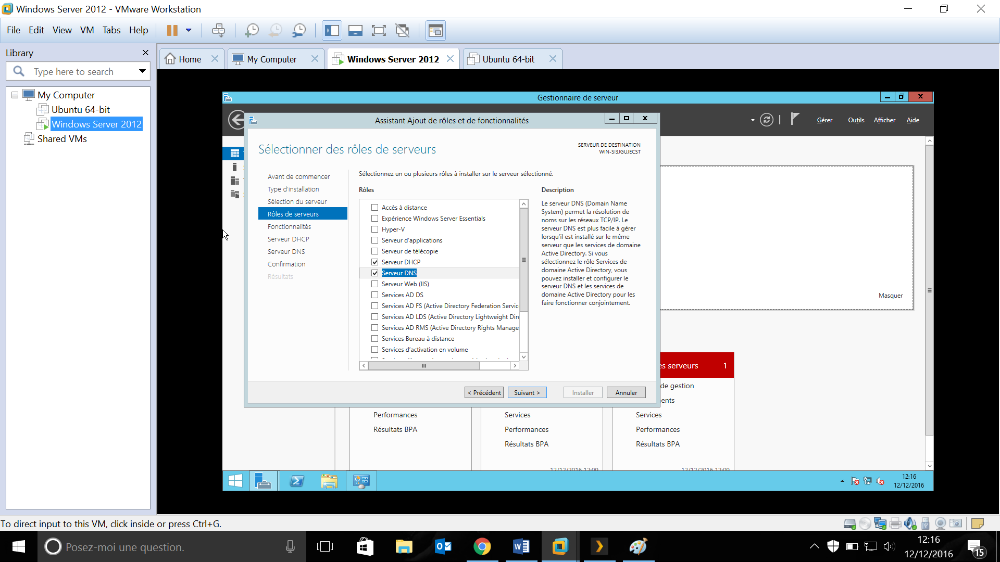 Windows Server 2012 - VMware Workstation
File Edit View VM Tabs Help
Library
Type here to search
My Computer
Ubuntu 64-bit
Windows Server 2012
Shared VMs
Home
My Computer
Windows Server 2012
Ubuntu 64-bit
Gestionnaire de serveur
Gérer Outils Afficher Aide
Assistant Ajout de rôles et de fonctionnalités
Sélectionner des rôles de serveurs
SERVEUR DE DESTINATION
WIN-SI3JGUJECST
Avant de commencer
Type d'installation
Sélection du serveur
Rôles de serveurs
Fonctionnalités
Serveur DHCP
Serveur DNS
Confirmation
Résultats
Sélectionnez un ou plusieurs rôles à installer sur le serveur sélectionné.
Rôles
Accès à distance
Expérience Windows Server Essentials
Hyper-V
Serveur d'applications
Serveur de télécopie
Serveur DHCP
Serveur DNS
Serveur Web (IIS)
Services AD DS
Services AD FS (Active Directory Federation Servic
Services AD LDS (Active Directory Lightweight Dire
Services AD RMS (Active Directory Rights Manage
Services Bureau à distance
Services d'activation en volume
Description
Le serveur DNS (Domain Name
System) permet la résolution de
noms sur les réseaux TCP/IP. Le
serveur DNS est plus facile à gérer
lorsqu'il est installé sur le même
serveur que les services de domaine
Active Directory. Si vous
sélectionnez le rôle Services de
domaine Active Directory, vous
pouvez installer et configurer le
serveur DNS et les services de
domaine Active Directory pour les
faire fonctionner conjointement.
< Précédent
Suivant >
Installer
Annuler
Masquer
es serveurs 1
de gestion
ents
Services
Performances
Résultats BPA
12/12/2016 12:09
Services
Performances
Résultats BPA
12/12/2016 12:09
Performances
Résultats BPA
12:16
12/12/2016
To direct input to this VM, click inside or press Ctrl+G.
Posez-moi une question.
12:16
12/12/2016
15